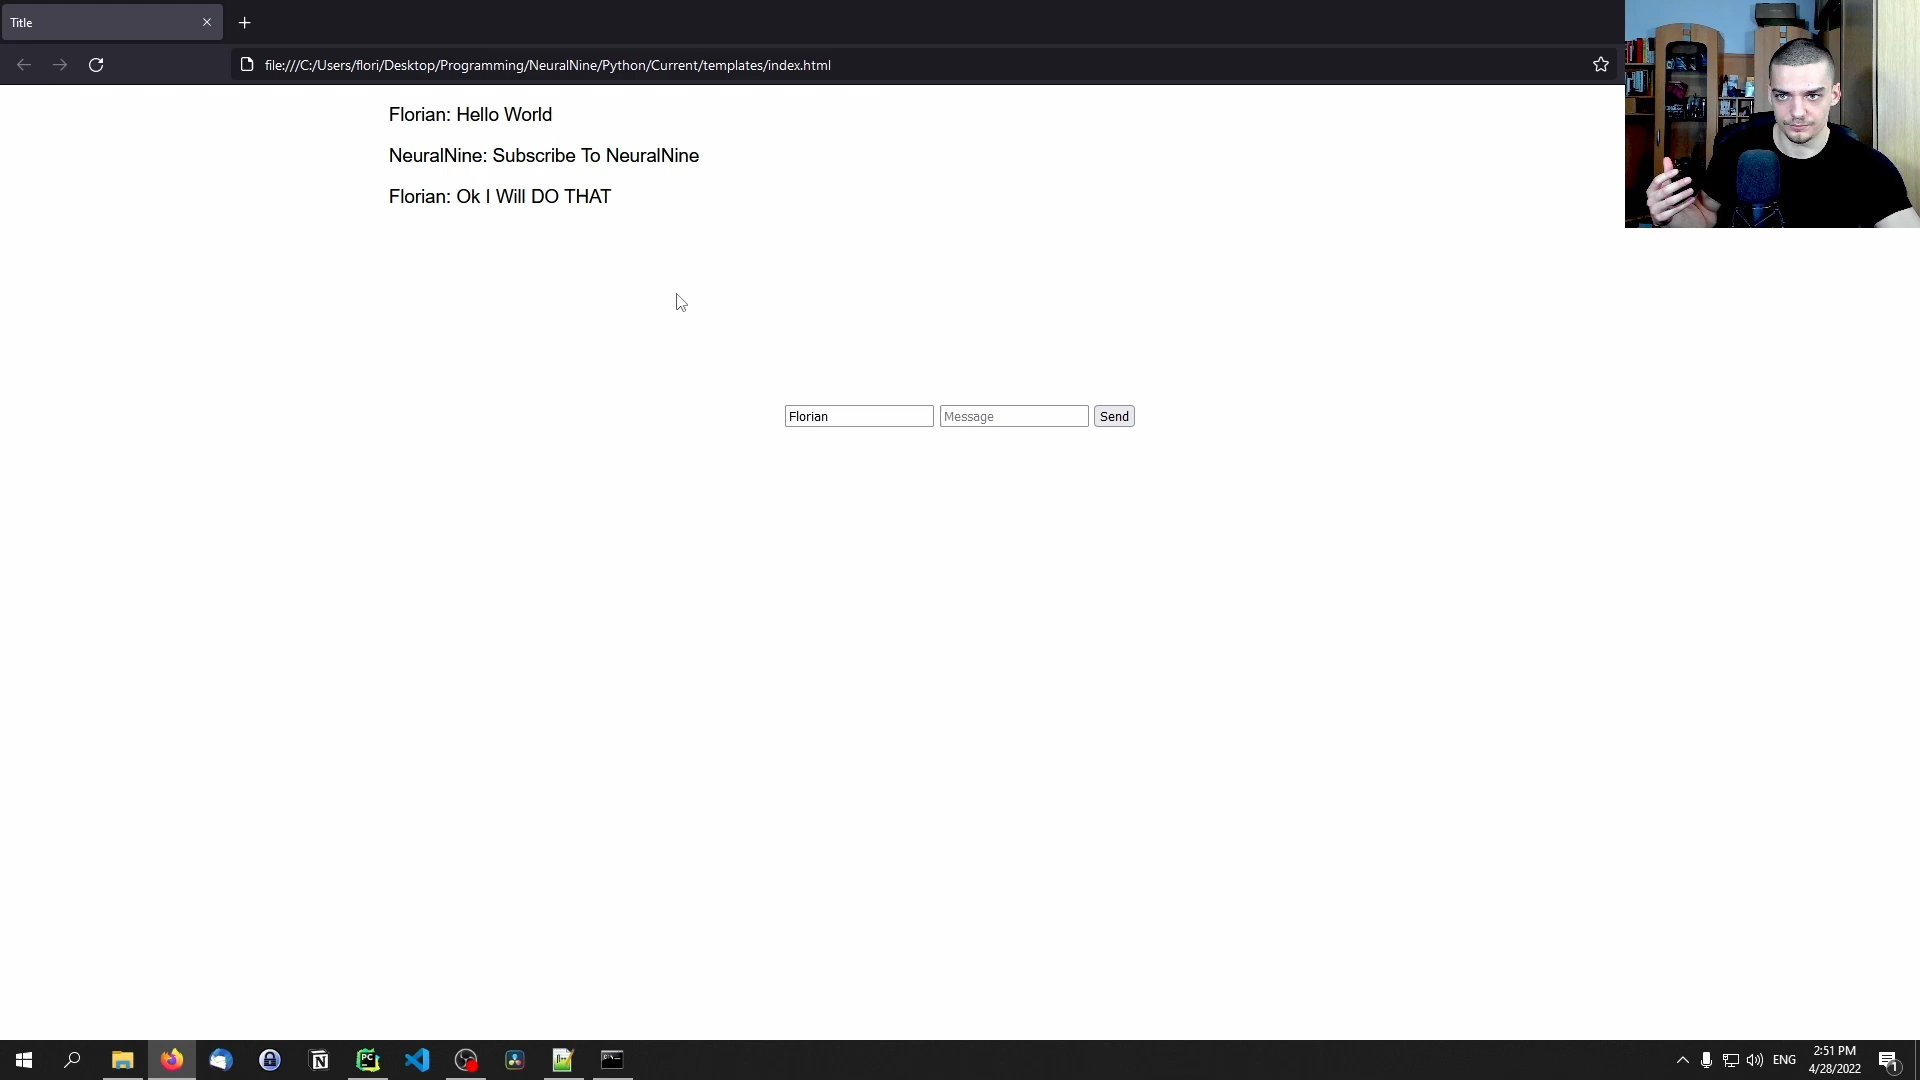 Title
file:///C:/Users/flori/Desktop/Programming/NeuralNine/Python/Current/templates/index.html
Florian: Hello World
NeuralNine: Subscribe To NeuralNine
Florian: Ok I Will DO THAT
Florian
Message
Send
ENG
2:51 PM
4/28/2022
1